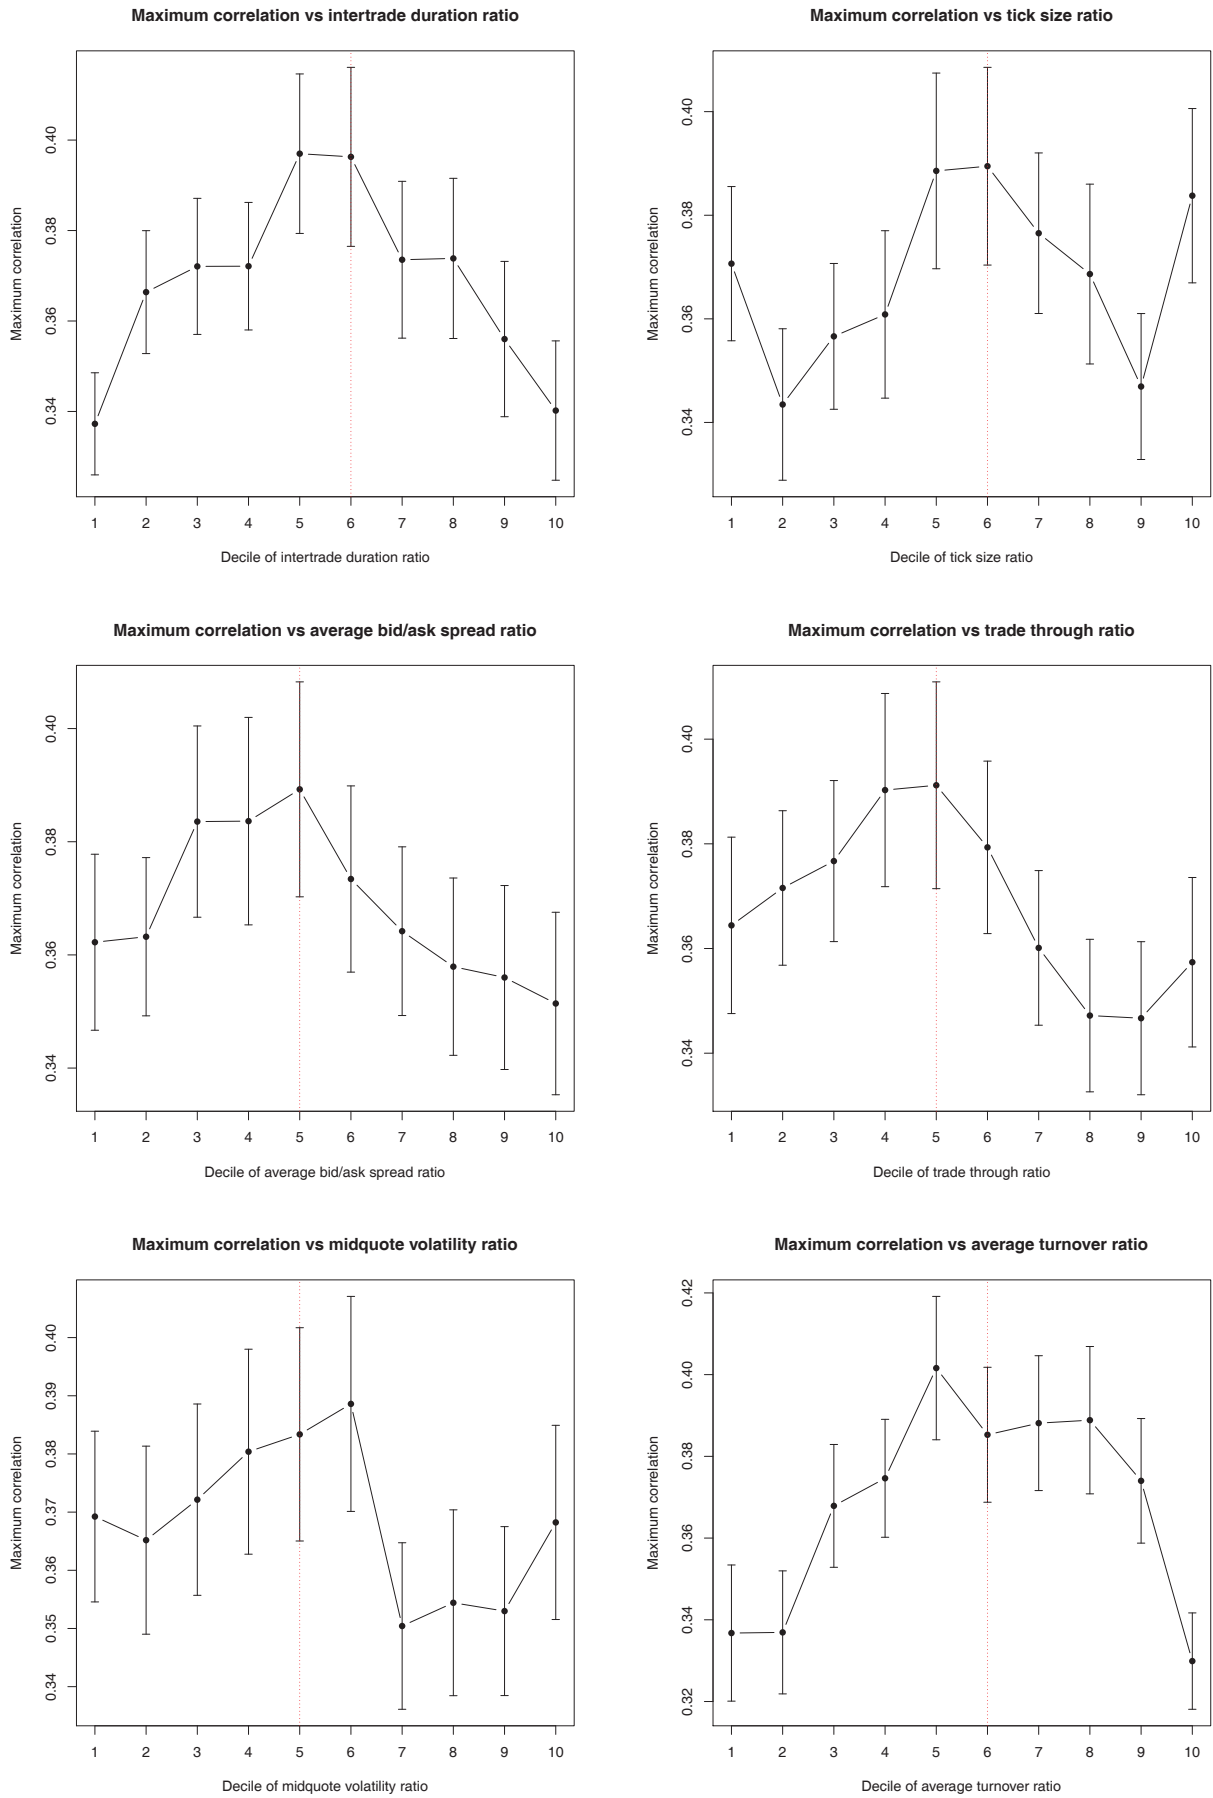 Maximum correlation vs intertrade duration ratio
Maximum correlation
0.40
0.38
0.36
0.34
1 2 3 4 5 6 7 8 9 10
Decile of intertrade duration ratio
Maximum correlation vs tick size ratio
Maximum correlation
0.40
0.38
0.36
0.34
1 2 3 4 5 6 7 8 9 10
Decile of tick size ratio
Maximum correlation vs average bid/ask spread ratio
Maximum correlation
0.40
0.38
0.36
0.34
1 2 3 4 5 6 7 8 9 10
Decile of average bid/ask spread ratio
Maximum correlation vs trade through ratio
Maximum correlation
0.40
0.38
0.36
0.34
1 2 3 4 5 6 7 8 9 10
Decile of trade through ratio
Maximum correlation vs midquote volatility ratio
Maximum correlation
0.40
0.39
0.38
0.37
0.36
0.35
0.34
1 2 3 4 5 6 7 8 9 10
Decile of midquote volatility ratio
Maximum correlation vs average turnover ratio
Maximum correlation
0.42
0.40
0.38
0.36
0.34
0.32
1 2 3 4 5 6 7 8 9 10
Decile of average turnover ratio